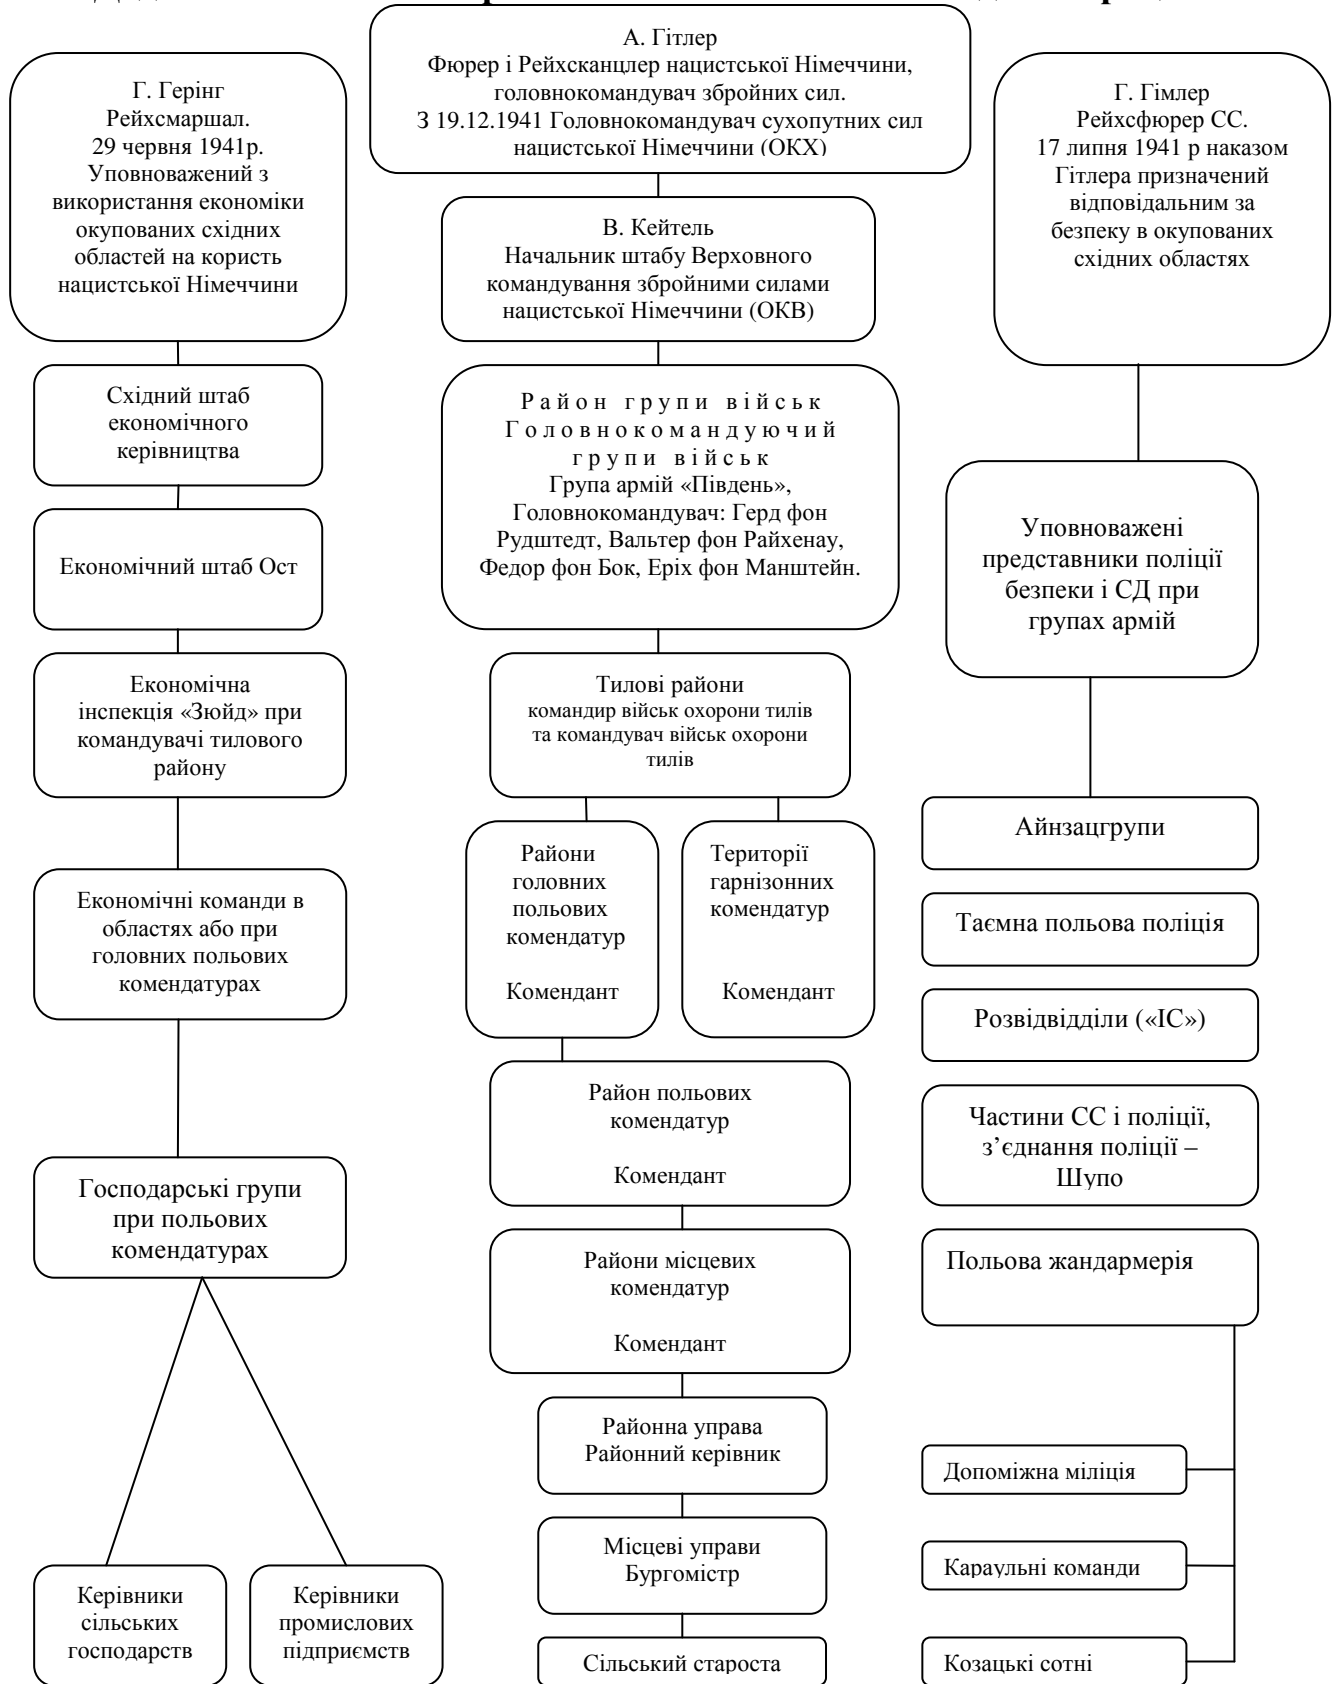 А. Гітлер
Фюрер і Рейхсканцлер нацистської Німеччини,
головнокомандувач збройних сил.
З 19.12.1941 Головнокомандувач сухопутних сил
нацистської Німеччини (ОКХ)
Г. Герінг
Рейхсмаршал.
29 червня 1941р.
Уповноважений з
використання економіки
окупованих східних
областей на користь
нацистської Німеччини
Східний штаб
економічного
керівництва
Економічний штаб Ост
Економічна
інспекція «Зюйд» при
командувачі тилового
району
Економічні команди в
областях або при
головних польових
комендатурах
Господарські групи
при польових
комендатурах
Керівники
сільських
господарств
Керівники
промислових
підприємств
В. Кейтель
Начальник штабу Верховного
командування збройними силами
нацистської Німеччини (ОКВ)
Район групи військ
Головнокомандуючий
групи військ
Група армій «Південь»,
Головнокомандувач: Герд фон
Рудштедт, Вальтер фон Райхенау,
Федор фон Бок, Еріх фон Манштейн.
Тилові райони
командир військ охорони тилів
та командувач військ охорони
тилів
Райони
головних
польових
комендатур
Комендант
Території
гарнізонних
комендатур
Комендант
Район польових
комендатур
Комендант
Райони місцевих
комендатур
Комендант
Районна управа
Районний керівник
Місцеві управи
Бургомістр
Сільський староста
Г. Гімлер
Рейхсфюрер СС.
17 липня 1941 р наказом
Гітлера призначений
відповідальним за
безпеку в окупованих
східних областях
Уповноважені
представники поліції
безпеки і СД при
групах армій
Айнзацгрупи
Таємна польова поліція
Розвідвідділи («ІС»)
Частини СС і поліції,
з’єднання поліції –
Шупо
Польова жандармерія
Допоміжна міліція
Караульні команди
Козацькі сотні